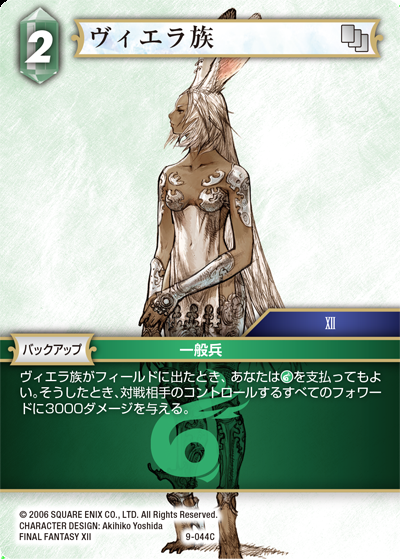 2
ヴィエラ族
XII
バックアップ
一般兵
ヴィエラ族がフィールドに出たとき、あなたは を支払ってもよ
い。そうしたとき、対戦相手のコントロールするすべてのフォワー
ドに3000ダメージを与える。
© 2006 SQUARE ENIX CO., LTD. All Rights Reserved.
CHARACTER DESIGN: Akihiko Yoshida
FINAL FANTASY XII
9-044C